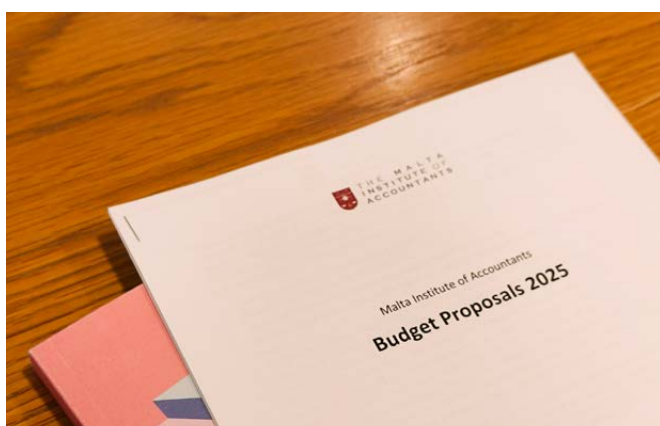 THE MALTA
INSTITUTE OF
ACCOUNTANTS
Malta Institute of Accountants
Budget Proposals 2025